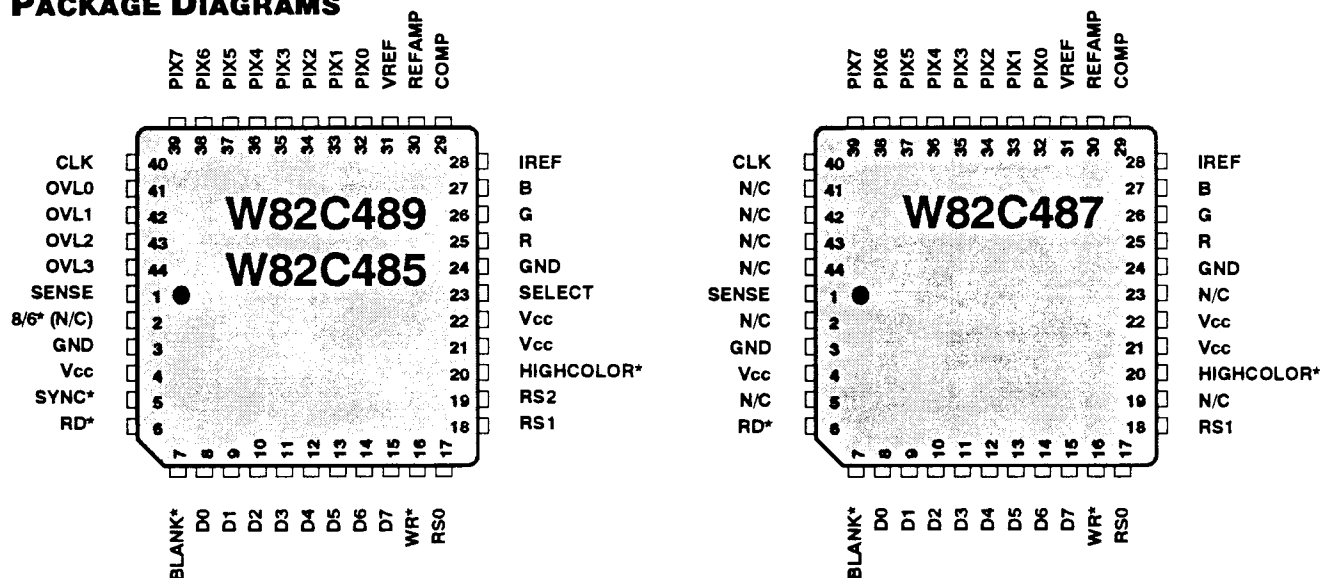 PACKAGE DIAGRAMS
PIX7 PIX6 PIX5 PIX4 PIX3 PIX2 PIX1 PIX0 VREF REFAMP COMP
39 38 37 36 35 34 33 32 31 30 29
CLK 40 28 IREF
OVL0 41 27 B
OVL1 42 W82C489 26 G
OVL2 43 25 R
OVL3 44 W82C485 24 GND
SENSE 1 23 SELECT
8/6* (N/C) 2 22 Vcc
GND 3 21 Vcc
Vcc 4 20 HIGHCOLOR*
SYNC* 5 19 RS2
RD* 6 18 RS1
7 8 9 10 11 12 13 14 15 16 17
BLANK* D0 D1 D2 D3 D4 D5 D6 D7 WR* RS0
PIX7 PIX6 PIX5 PIX4 PIX3 PIX2 PIX1 PIX0 VREF REFAMP COMP
39 38 37 36 35 34 33 32 31 30 29
CLK 40 28 IREF
N/C 41 27 B
N/C 42 W82C487 26 G
N/C 43 25 R
N/C 44 24 GND
SENSE 1 23 N/C
N/C 2 22 Vcc
GND 3 21 Vcc
Vcc 4 20 HIGHCOLOR*
N/C 5 19 N/C
RD* 6 18 RS1
7 8 9 10 11 12 13 14 15 16 17
BLANK* D0 D1 D2 D3 D4 D5 D6 D7 WR* RS0